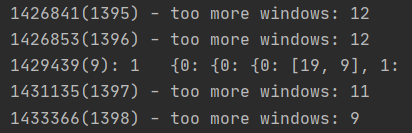 1426841(1395) - too more windows: 12
1426853(1396) - too more windows: 12
1429439(9): 1   {0: {0: {0: [19, 9], 1:
1431135(1397) - too more windows: 11
1433366(1398) - too more windows: 9